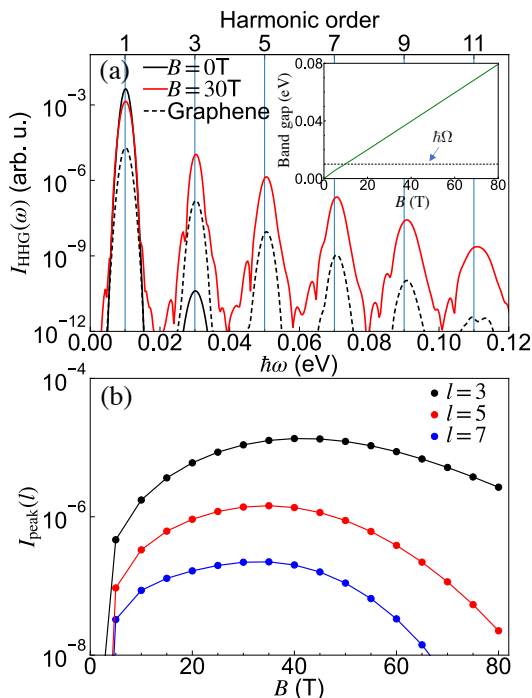 Harmonic order
1 3 5 7 9 11
(a)
B = 0T
B = 30T
Graphene
10⁻³
10⁻⁶
10⁻⁹
10⁻¹²
I_HHG(ω) (arb. u.)
0.00 0.02 0.04 0.06 0.08 0.10 0.12
ħω (eV)
0.08
0.04
0.00
Band gap (eV)
ħΩ
0 20 40 60 80
B (T)
(b)
l = 3
l = 5
l = 7
10⁻⁴
10⁻⁶
10⁻⁸
I_peak(l)
0 20 40 60 80
B (T)